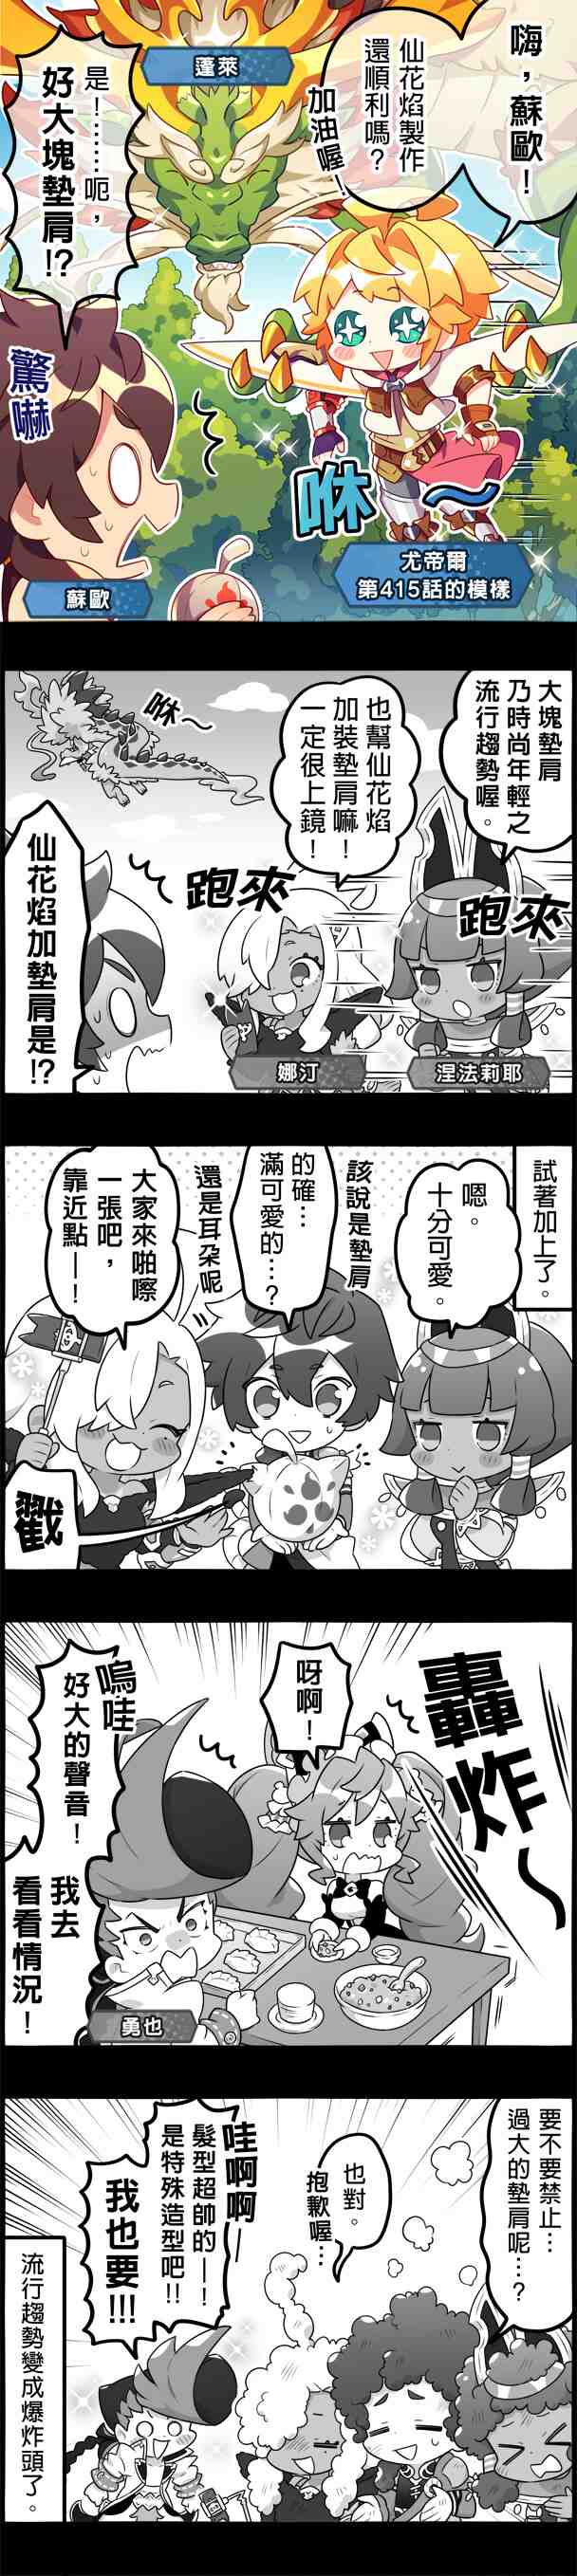 嗨，蘇歐！
仙花焰製作
還順利嗎？
加油喔！
蓬萊
是！……呃，
好大塊墊肩!?
驚嚇
咻
～
尤帝爾
第415話的模樣
蘇歐
大塊墊肩
乃時尚年輕之
流行趨勢喔。
也幫仙花焰
加裝墊肩嘛！
一定很上鏡！
咻～
跑來
跑來
仙花焰加墊肩是!?
娜汀
涅法莉耶
試著加上了。
嗯。
十分可愛。
該說是墊肩
的確…
滿可愛的…？
還是耳朵呢
大家來啪嚓
一張吧，
靠近點—！
戳
轟炸～
呀啊！
嗚哇
好大的聲音！
我去
看看情況！
勇也
要不要禁止…
過大的墊肩呢…？
也對。
抱歉喔…
哇啊啊—
髮型超帥的—！
是特殊造型吧!!
我也要!!!
流行趨勢變成爆炸頭了。